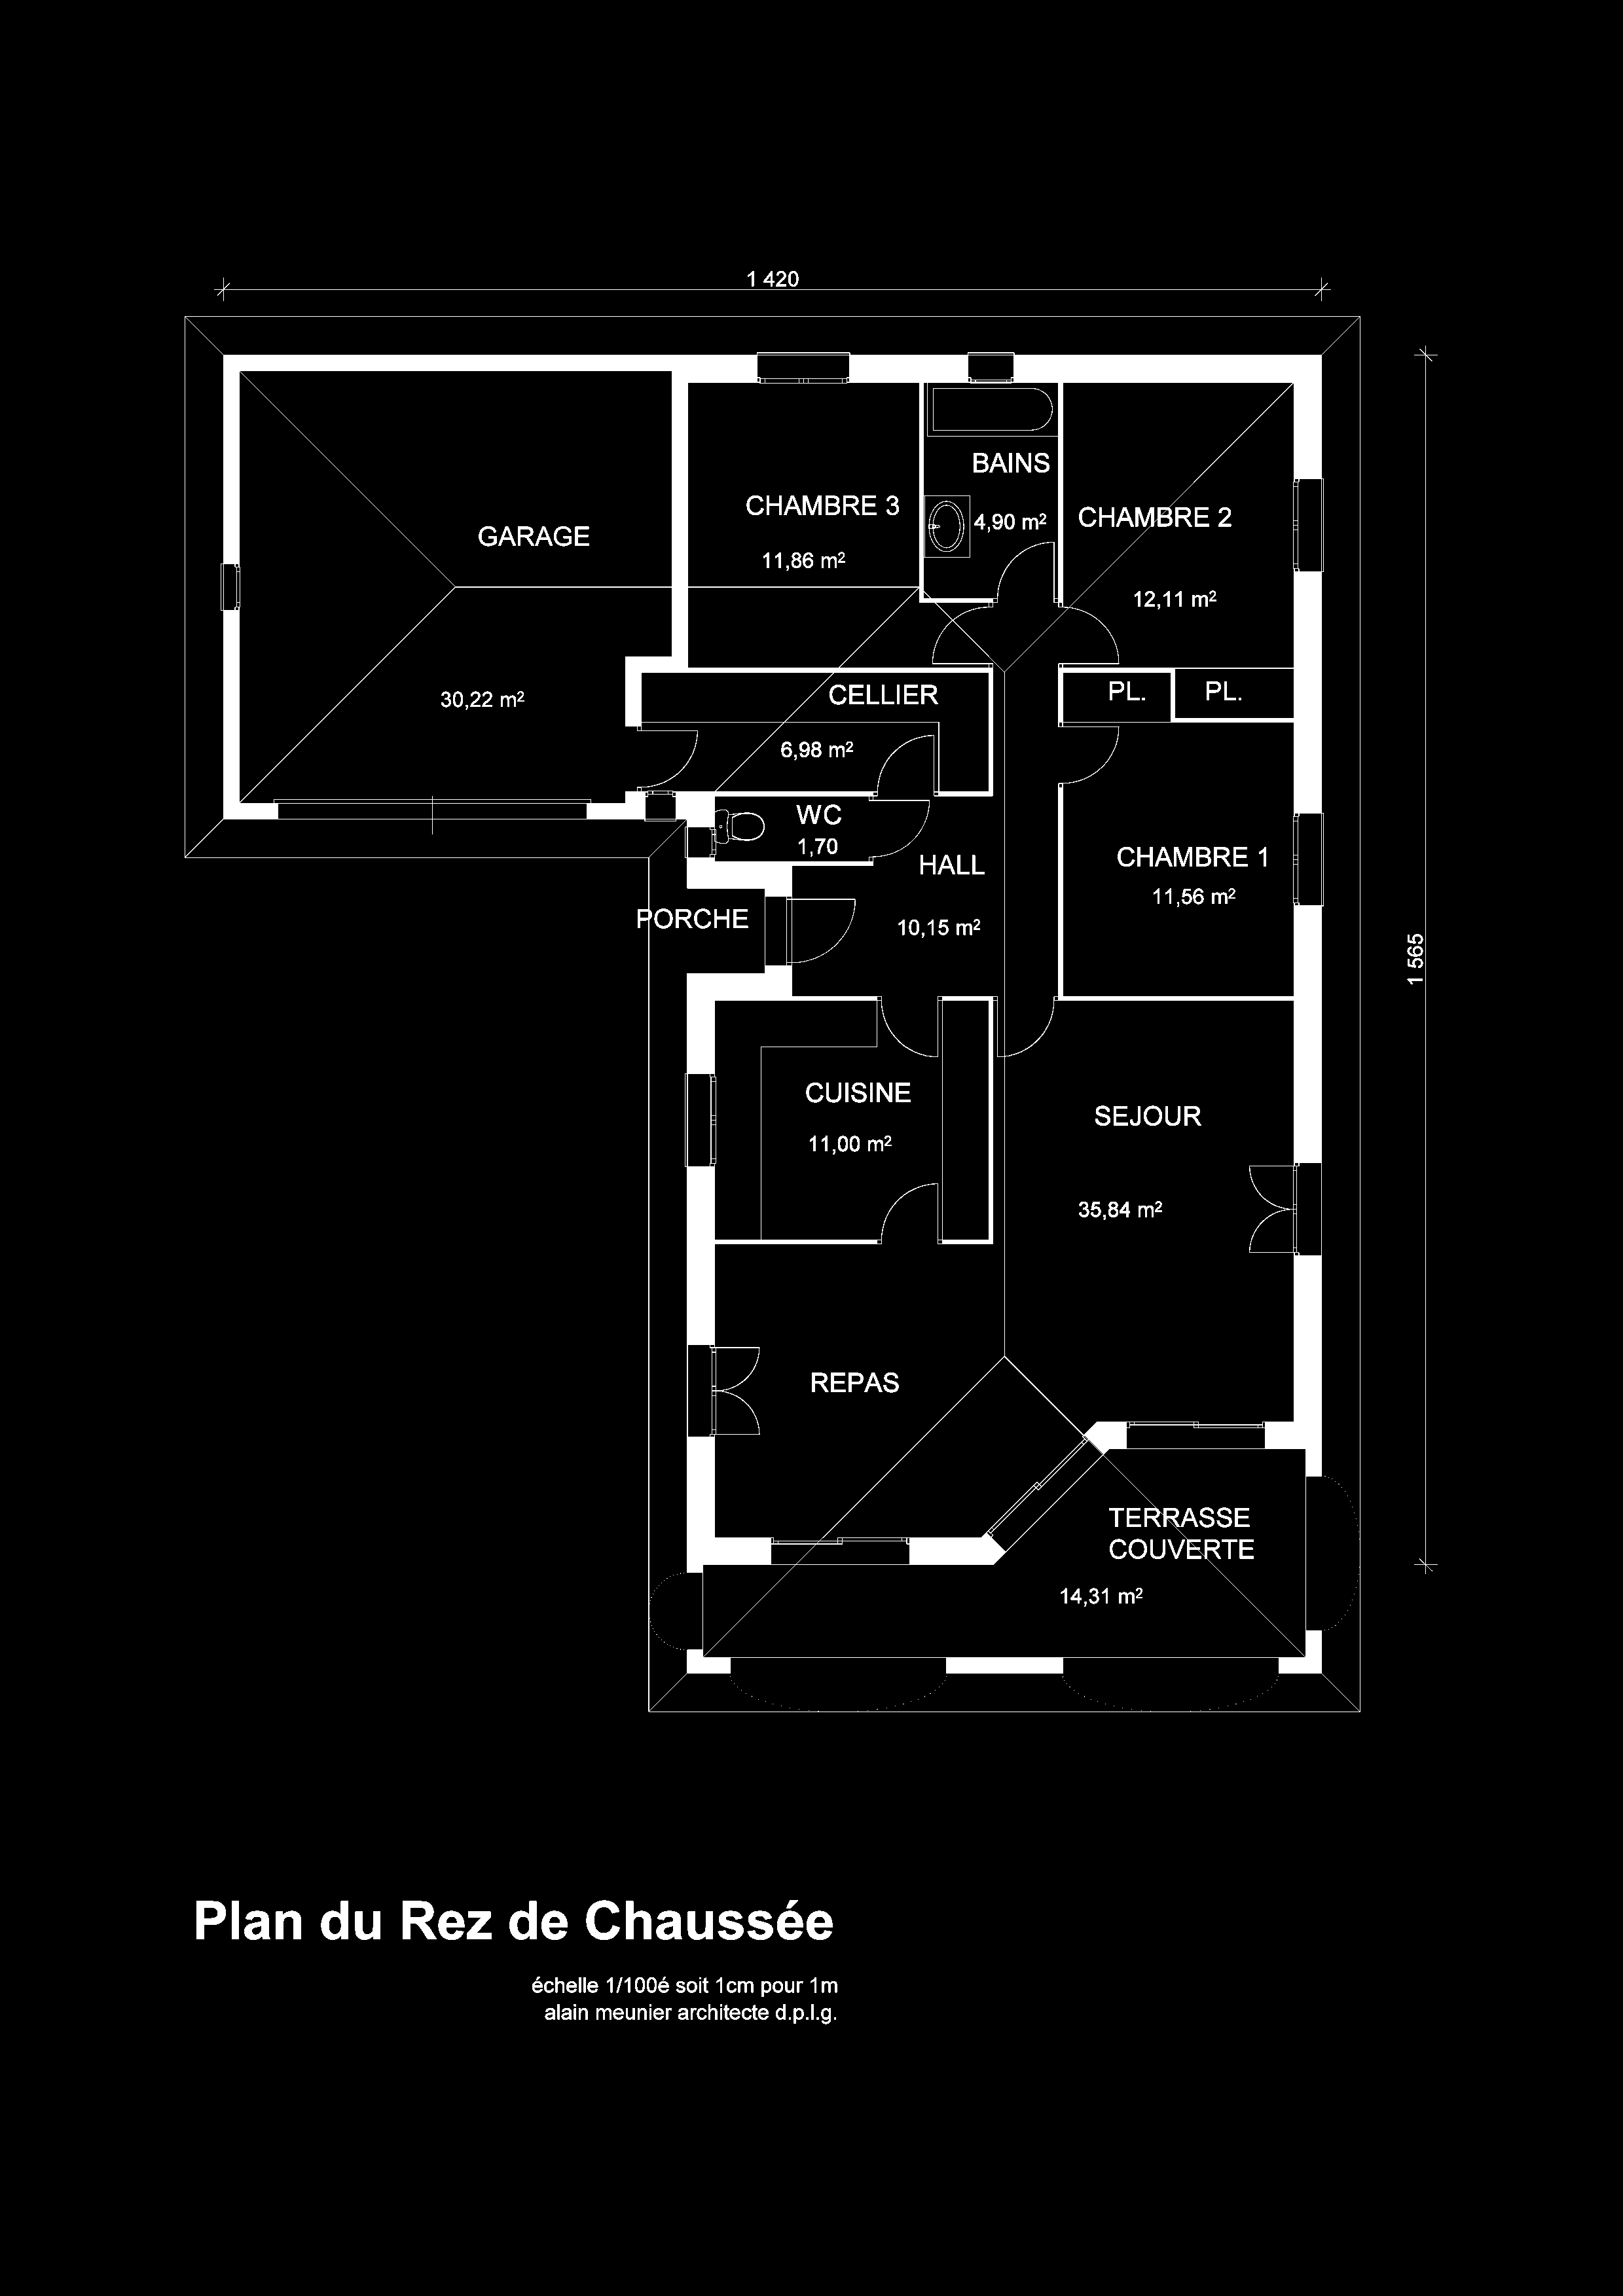 1 420
BAINS
CHAMBRE 3
4,90 m²
CHAMBRE 2
GARAGE
11,86 m²
12,11 m²
30,22 m²
CELLIER
PL.
PL.
6,98 m²
WC
1,70
HALL
CHAMBRE 1
11,56 m²
PORCHE
10,15 m²
1 565
CUISINE
11,00 m²
SEJOUR
35,84 m²
REPAS
TERRASSE
COUVERTE
14,31 m²
Plan du Rez de Chaussée
échelle 1/100é soit 1cm pour 1m
alain meunier architecte d.p.l.g.